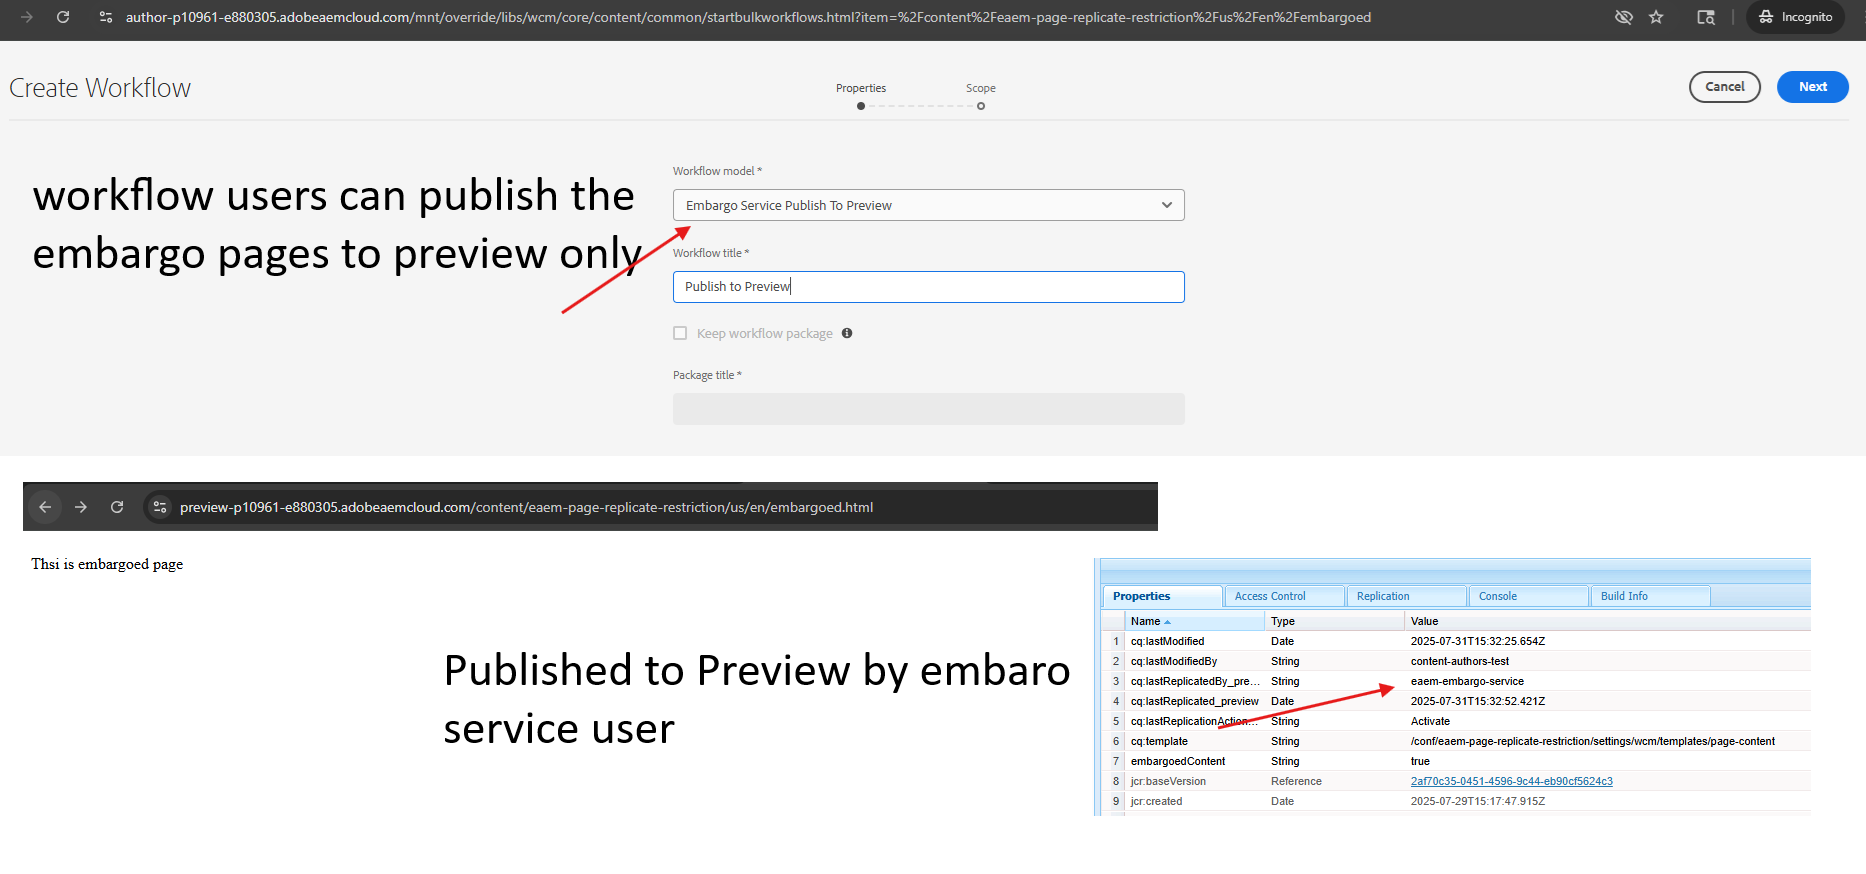 author-p10961-e880305.adobeaemcloud.com/mnt/override/libs/wcm/core/content/common/startbulkworkflows.html?item=%2Fcontent%2Feaem-page-replicate-restriction%2Fus%2Fen%2Fembargoed
Incognito
Create Workflow
Properties
Scope
Cancel
Next
workflow users can publish the
embargo pages to preview only
Workflow model *
Embargo Service Publish To Preview
Workflow title *
Publish to Preview
Keep workflow package
Package title *
preview-p10961-e880305.adobeaemcloud.com/content/eaem-page-replicate-restriction/us/en/embargoed.html
Thsi is embargoed page
Published to Preview by embaro
service user
Properties Access Control Replication Console Build Info
Name Type Value
1 cq:lastModified Date 2025-07-31T15:32:25.654Z
2 cq:lastModifiedBy String content-authors-test
3 cq:lastReplicatedBy_pre... String eaem-embargo-service
4 cq:lastReplicated_preview Date 2025-07-31T15:32:52.421Z
5 cq:lastReplicationAction... String Activate
6 cq:template String /conf/eaem-page-replicate-restriction/settings/wcm/templates/page-content
7 embargoedContent String true
8 jcr:baseVersion Reference 2af70c35-0451-4596-9c44-eb90cf5624c3
9 jcr:created Date 2025-07-29T15:17:47.915Z